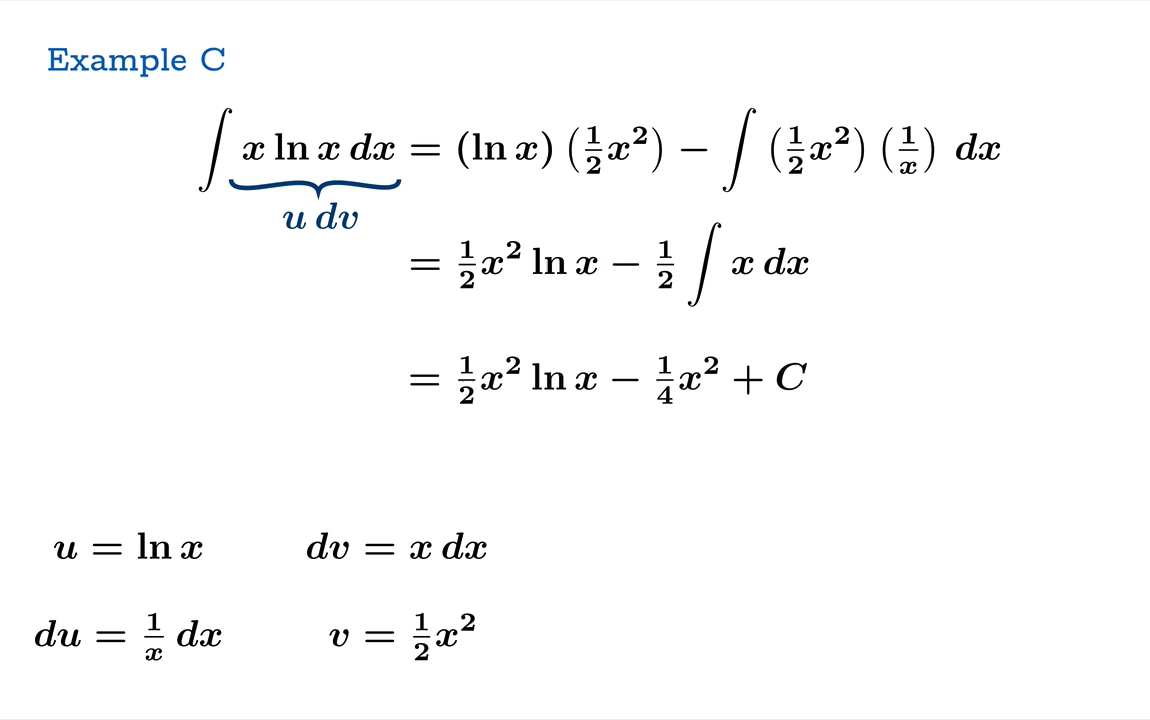 Example C
∫ x ln x dx = (ln x) (½x²) − ∫ (½x²) (1/x) dx
u dv
= ½x² ln x − ½ ∫ x dx
= ½x² ln x − ¼x² + C
u = ln x dv = x dx
du = 1/x dx v = ½x²